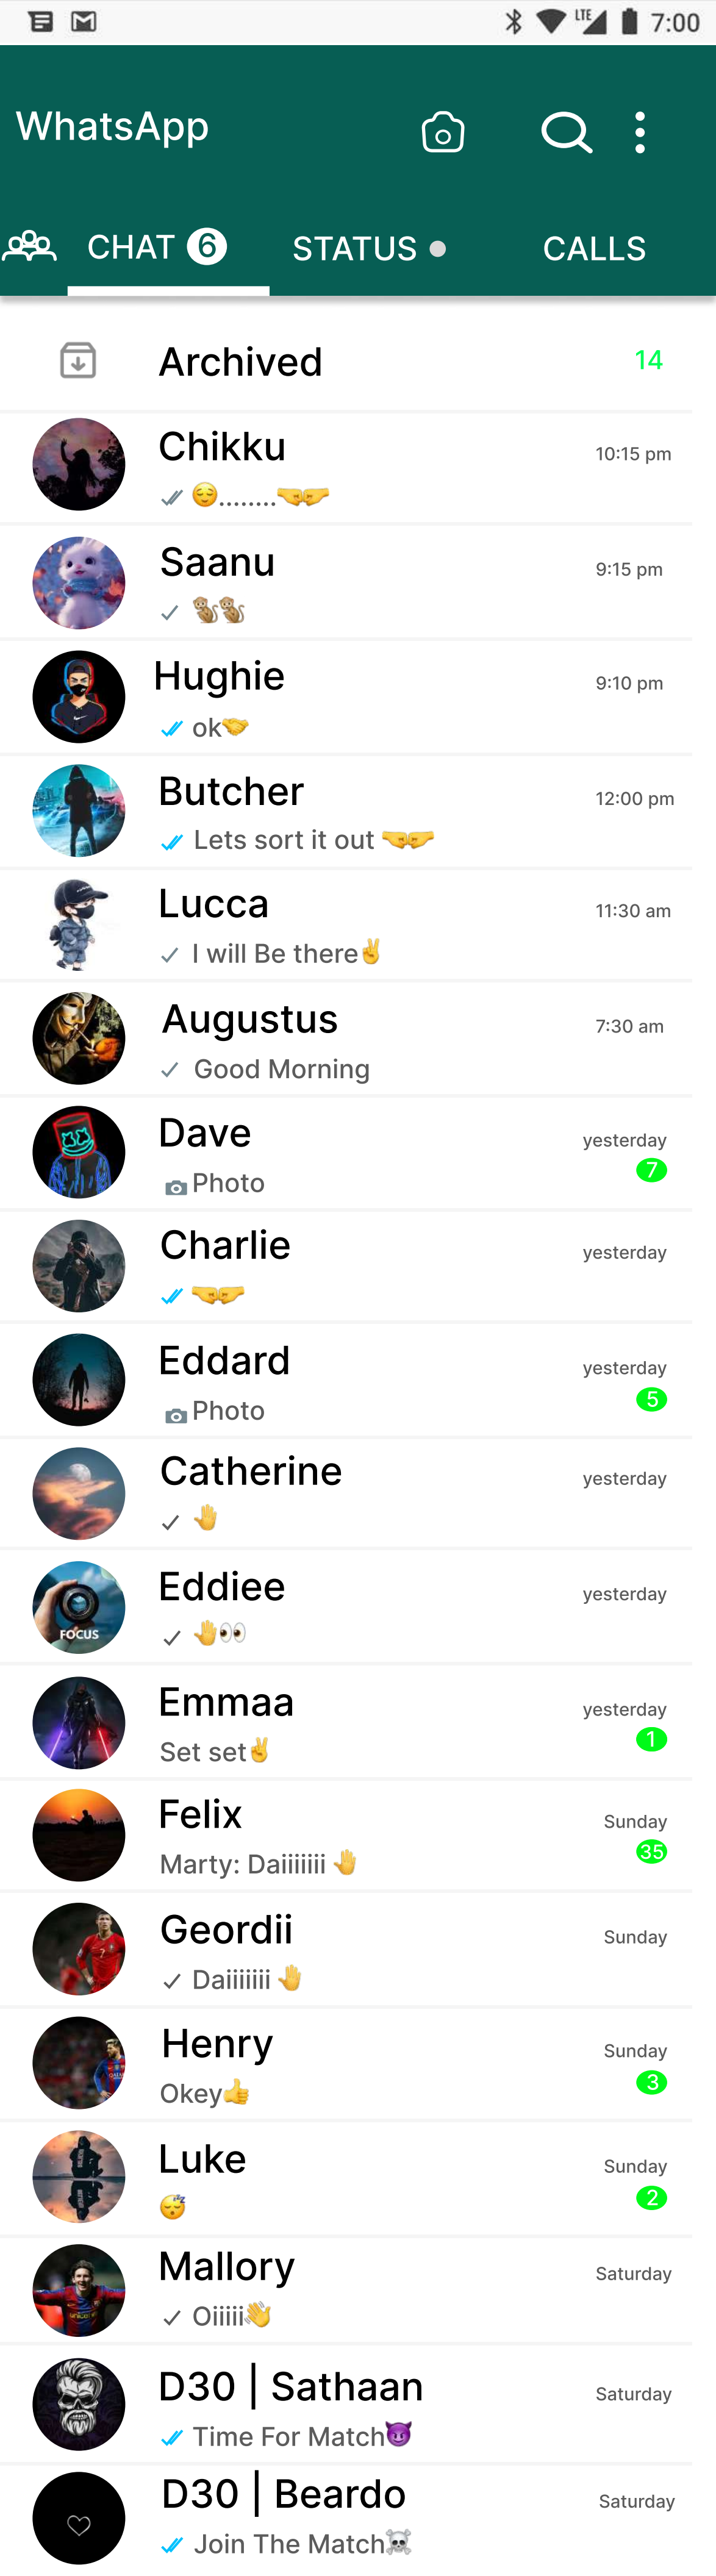 LTE 7:00
WhatsApp
CHAT 6 STATUS CALLS
Archived 14
Chikku 10:15 pm
😌........🤜🤛
Saanu 9:15 pm
🐒🐒
Hughie 9:10 pm
ok🤝
Butcher 12:00 pm
Lets sort it out 🤜🤛
Lucca 11:30 am
I will Be there✌
Augustus 7:30 am
Good Morning
Dave yesterday
Photo 7
Charlie yesterday
🤜🤛
Eddard yesterday
Photo 5
Catherine yesterday
🤚
Eddiee yesterday
🤚👀
FOCUS
Emmaa yesterday
Set set✌ 1
Felix Sunday
Marty: Daiiiiiii 🤚 35
Geordii Sunday
Daiiiiiii 🤚
7
Henry Sunday
Okey👍 3
Luke Sunday
😴 2
Mallory Saturday
Oiiiii👋
D30 | Sathaan Saturday
Time For Match😈
D30 | Beardo Saturday
Join The Match☠